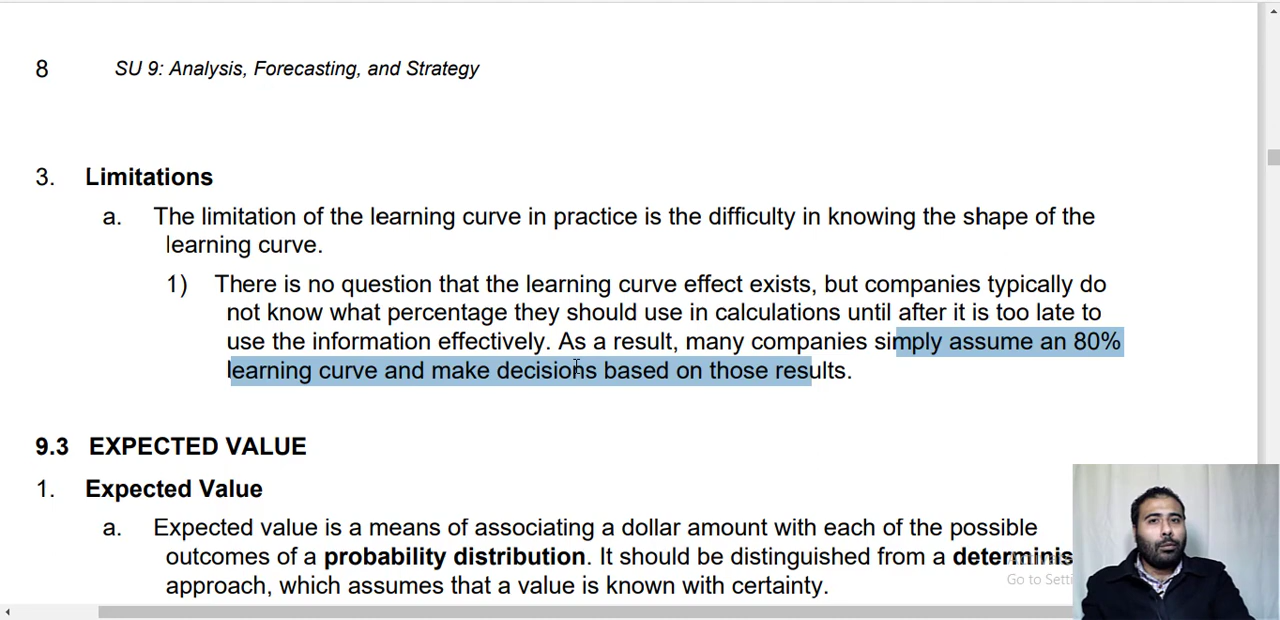 8 SU 9: Analysis, Forecasting, and Strategy
3. Limitations
a. The limitation of the learning curve in practice is the difficulty in knowing the shape of the
learning curve.
1) There is no question that the learning curve effect exists, but companies typically do
not know what percentage they should use in calculations until after it is too late to
use the information effectively. As a result, many companies simply assume an 80%
learning curve and make decisions based on those results.
9.3 EXPECTED VALUE
1. Expected Value
a. Expected value is a means of associating a dollar amount with each of the possible
outcomes of a probability distribution. It should be distinguished from a determinis
approach, which assumes that a value is known with certainty.
Go to Setti